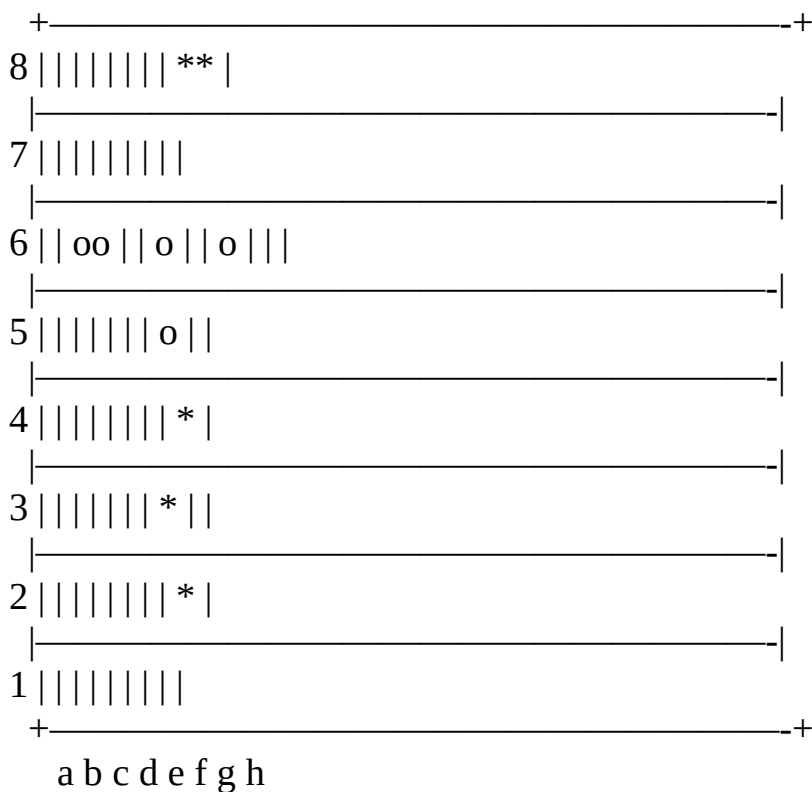 +———————————————————-+
8 | | | | | | | | ** |
|———————————————————-|
7 | | | | | | | | |
|———————————————————-|
6 | | oo | | o | | o | | |
|———————————————————-|
5 | | | | | | | o | |
|———————————————————-|
4 | | | | | | | | * |
|———————————————————-|
3 | | | | | | | * | |
|———————————————————-|
2 | | | | | | | | * |
|———————————————————-|
1 | | | | | | | | |
+———————————————————-+
a b c d e f g h